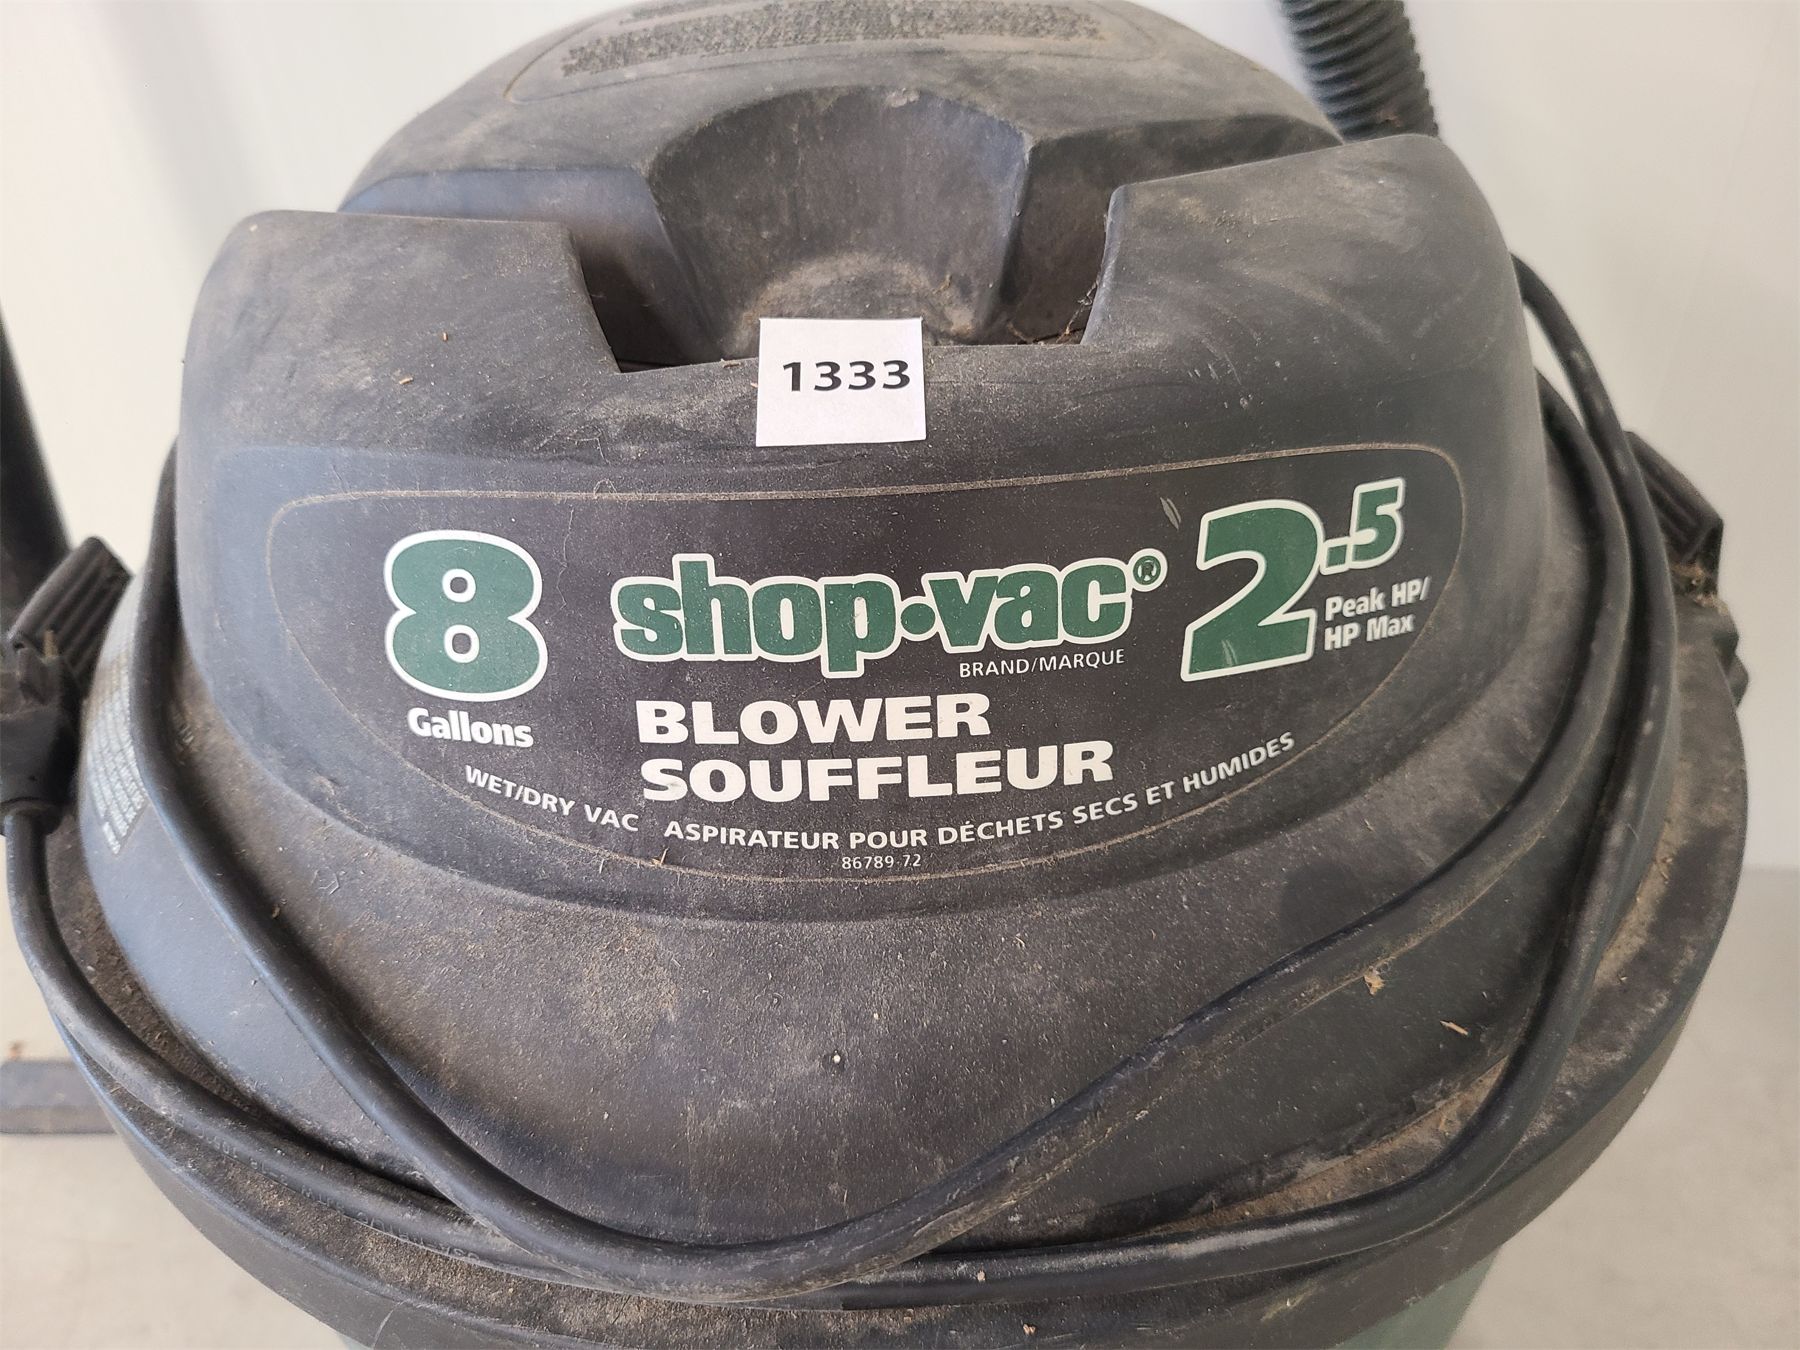 1333
8
Gallons
shop•vac®
BRAND/MARQUE
2.5
Peak HP/
HP Max
BLOWER
SOUFFLEUR
WET/DRY VAC ASPIRATEUR POUR DÉCHETS SECS ET HUMIDES
86789 72